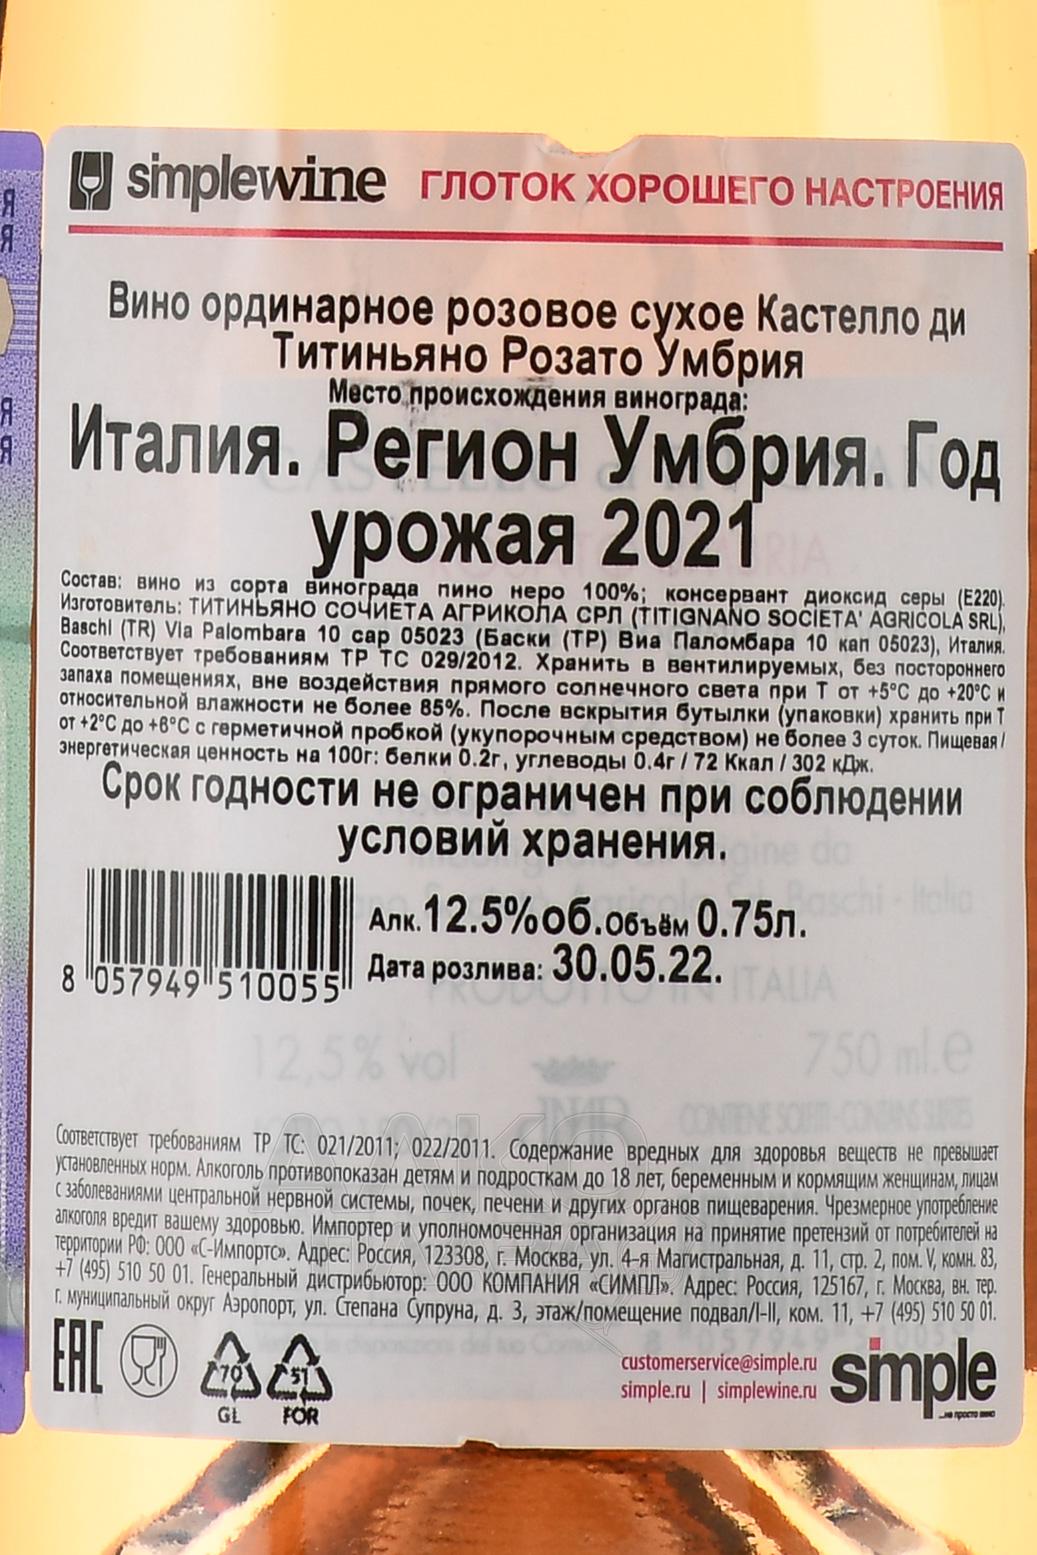 simplewine ГЛОТОК ХОРОШЕГО НАСТРОЕНИЯ
Вино ординарное розовое сухое Кастелло ди
Титиньяно Розато Умбрия
Место происхождения винограда:
Италия. Регион Умбрия. Год
урожая 2021
Состав: вино из сорта винограда пино неро 100%; консервант диоксид серы (Е220).
Изготовитель: ТИТИНЬЯНО СОЧИЕТА АГРИКОЛА СРЛ (TITIGNANO SOCIETA' AGRICOLA SRL),
Baschi (TR) Via Palombara 10 cap 05023 (Баски (ТР) Виа Паломбара 10 кап 05023), Италия.
Соответствует требованиям ТР ТС 029/2012. Хранить в вентилируемых, без постороннего
запаха помещениях, вне воздействия прямого солнечного света при Т от +5°С до +20°С и
относительной влажности не более 85%. После вскрытия бутылки (упаковки) хранить при Т
от +2°С до +6°С с герметичной пробкой (укупорочным средством) не более 3 суток. Пищевая /
энергетическая ценность на 100г: белки 0.2г, углеводы 0.4г / 72 Ккал / 302 кДж.
Срок годности не ограничен при соблюдении
условий хранения.
Алк. 12.5%об. Объём 0.75л.
Дата розлива: 30.05.22.
8 057949 510055
PRODOTTO IN ITALIA
12,5% vol 750 ml.e
Соответствует требованиям ТР ТС: 021/2011; 022/2011. Содержание вредных для здоровья веществ не превышает
установленных норм. Алкоголь противопоказан детям и подросткам до 18 лет, беременным и кормящим женщинам, лицам
с заболеваниями центральной нервной системы, почек, печени и других органов пищеварения. Чрезмерное употребление
алкоголя вредит вашему здоровью. Импортер и уполномоченная организация на принятие претензий от потребителей на
территории РФ: ООО «С-Импортс». Адрес: Россия, 123308, г. Москва, ул. 4-я Магистральная, д. 11, стр. 2, пом. V, комн. 83,
+7 (495) 510 50 01. Генеральный дистрибьютор: ООО КОМПАНИЯ «СИМПЛ». Адрес: Россия, 125167, г. Москва, вн. тер.
г. муниципальный округ Аэропорт, ул. Степана Супруна, д. 3, этаж/помещение подвал/I-II, ком. 11, +7 (495) 510 50 01.
EAC
70
GL
51
FOR
customerservice@simple.ru
simple.ru | simplewine.ru
simple
...не просто вино